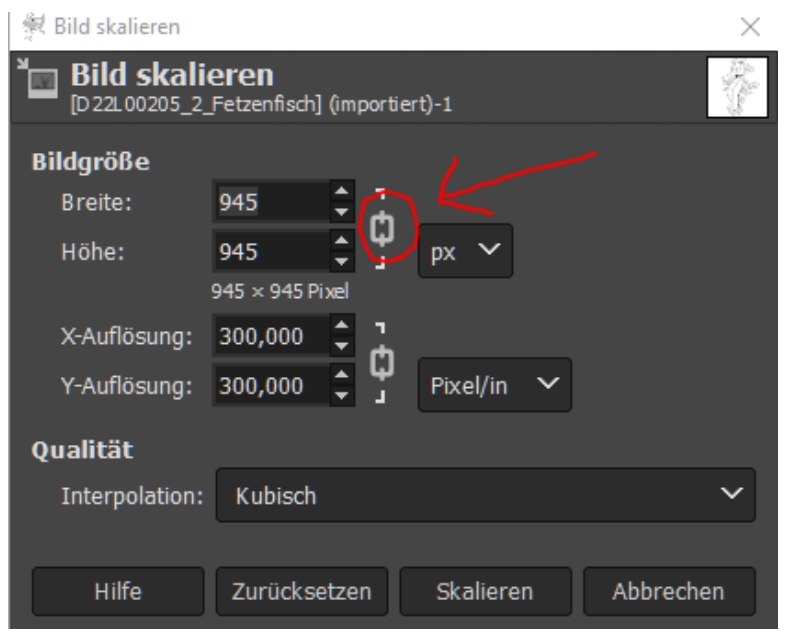 Bild skalieren
Bild skalieren
[D22L00205_2_Fetzenfisch] (importiert)-1
Bildgröße
Breite: 945
Höhe: 945 px
945 × 945 Pixel
X-Auflösung: 300,000
Y-Auflösung: 300,000 Pixel/in
Qualität
Interpolation: Kubisch
Hilfe Zurücksetzen Skalieren Abbrechen